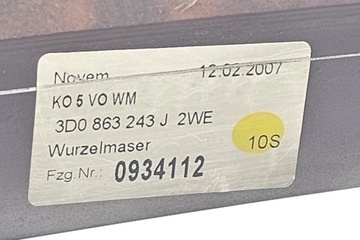 Novem 12.02.2007
KO 5 VO WM
3D0 863 243 J 2WE
Wurzelmaser 10S
Fzg.Nr.: 0934112